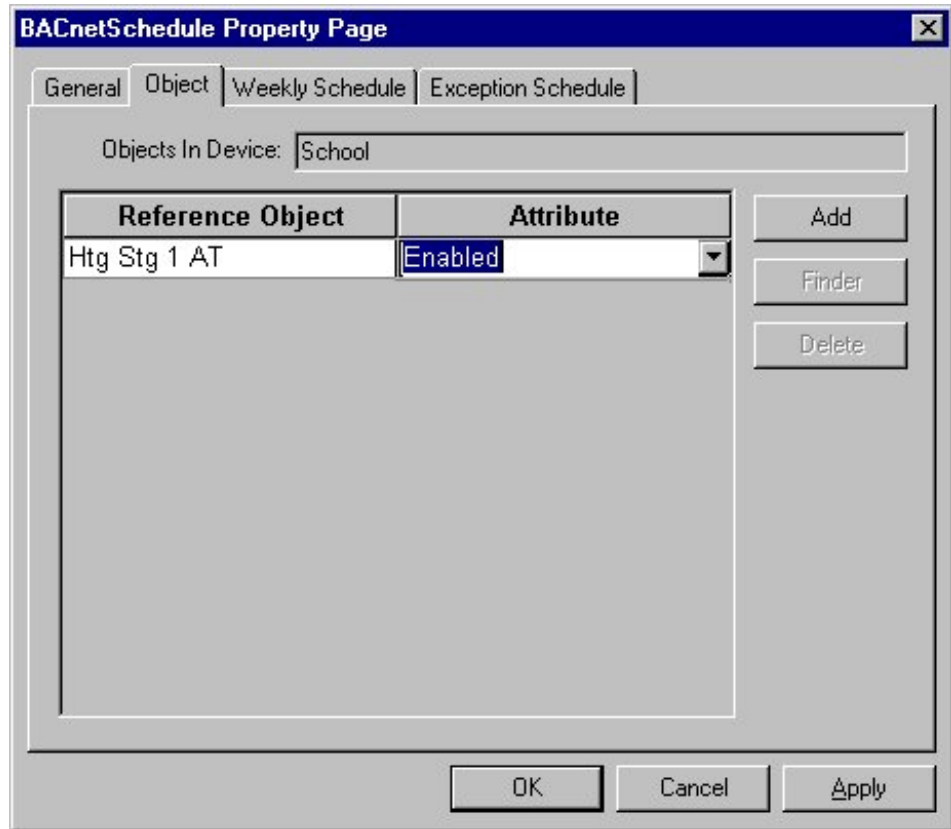 BACnetSchedule Property Page
General Object Weekly Schedule Exception Schedule
Objects In Device: School
Reference Object Attribute Add
Htg Stg 1 AT Enabled
Finder
Delete
OK Cancel Apply